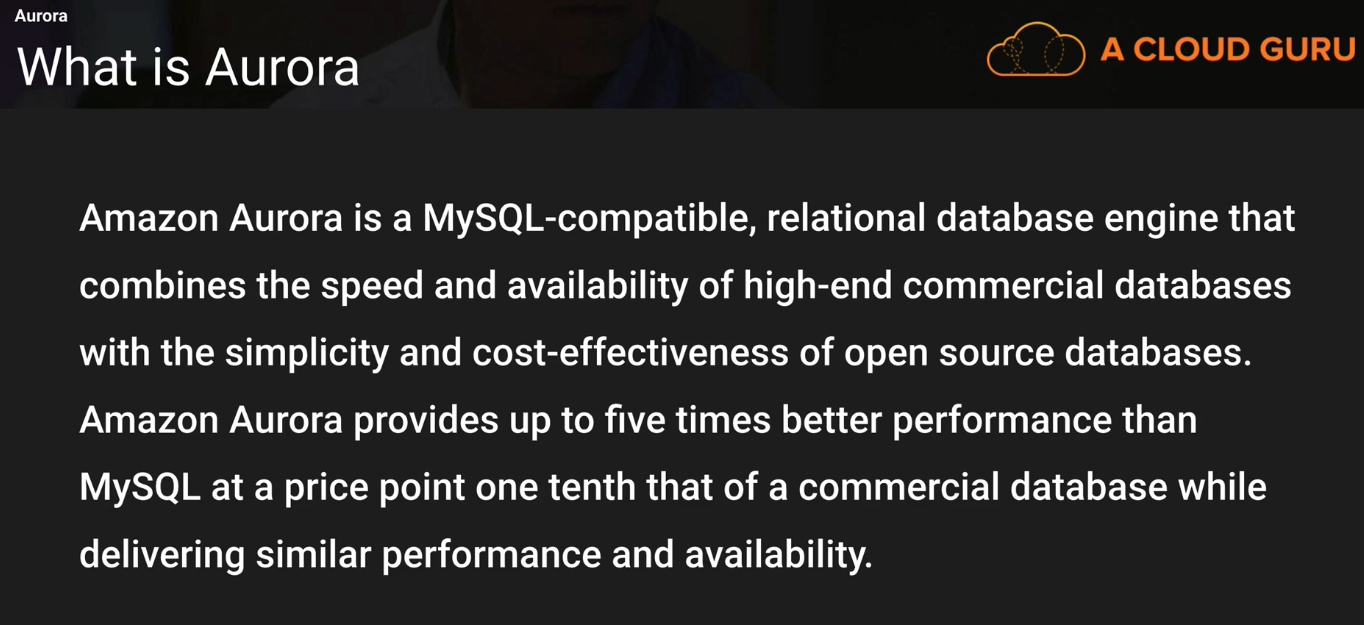 Aurora
What is Aurora
A CLOUD GURU
Amazon Aurora is a MySQL-compatible, relational database engine that
combines the speed and availability of high-end commercial databases
with the simplicity and cost-effectiveness of open source databases.
Amazon Aurora provides up to five times better performance than
MySQL at a price point one tenth that of a commercial database while
delivering similar performance and availability.